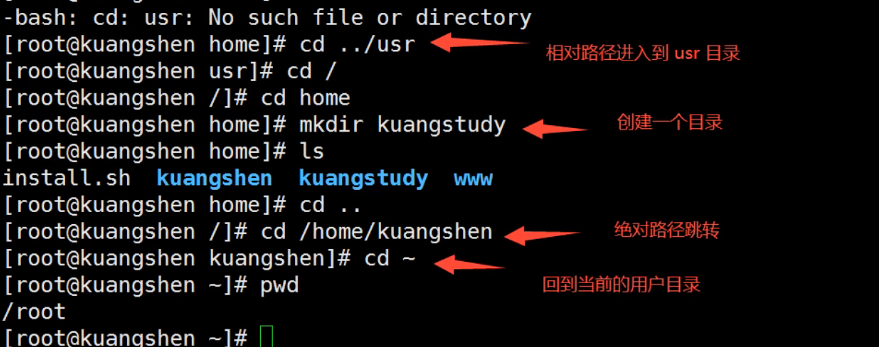 -bash: cd: usr: No such file or directory
[root@kuangshen home]# cd ../usr
相对路径进入到 usr 目录
[root@kuangshen usr]# cd /
[root@kuangshen /]# cd home
[root@kuangshen home]# mkdir kuangstudy
创建一个目录
[root@kuangshen home]# ls
install.sh  kuangshen  kuangstudy  www
[root@kuangshen home]# cd ..
[root@kuangshen /]# cd /home/kuangshen
绝对路径跳转
[root@kuangshen kuangshen]# cd ~
[root@kuangshen ~]# pwd
回到当前的用户目录
/root
[root@kuangshen ~]#